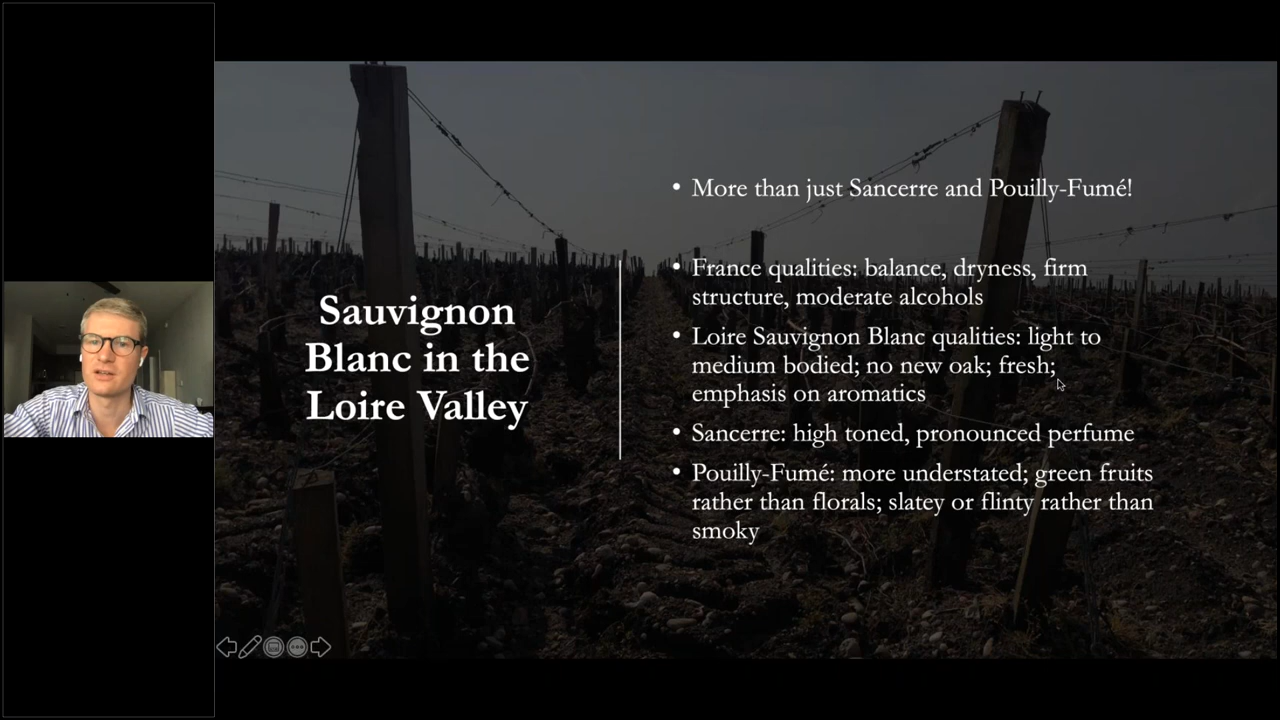 Sauvignon
Blanc in the
Loire Valley
• More than just Sancerre and Pouilly-Fumé!
• France qualities: balance, dryness, firm
structure, moderate alcohols
• Loire Sauvignon Blanc qualities: light to
medium bodied; no new oak; fresh;
emphasis on aromatics
• Sancerre: high toned, pronounced perfume
• Pouilly-Fumé: more understated; green fruits
rather than florals; slatey or flinty rather than
smoky